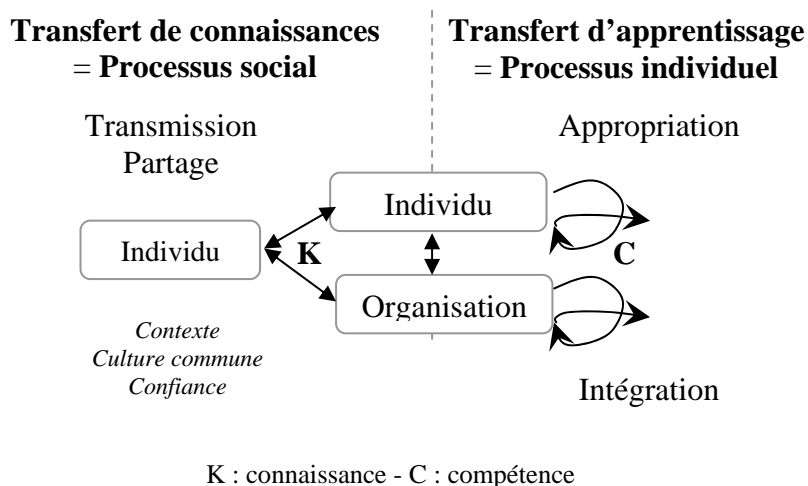 Transfert de connaissances
= Processus social
Transfert d’apprentissage
= Processus individuel
Transmission
Partage
Appropriation
Individu
Individu
K
C
Organisation
Contexte
Culture commune
Confiance
Intégration
K : connaissance - C : compétence